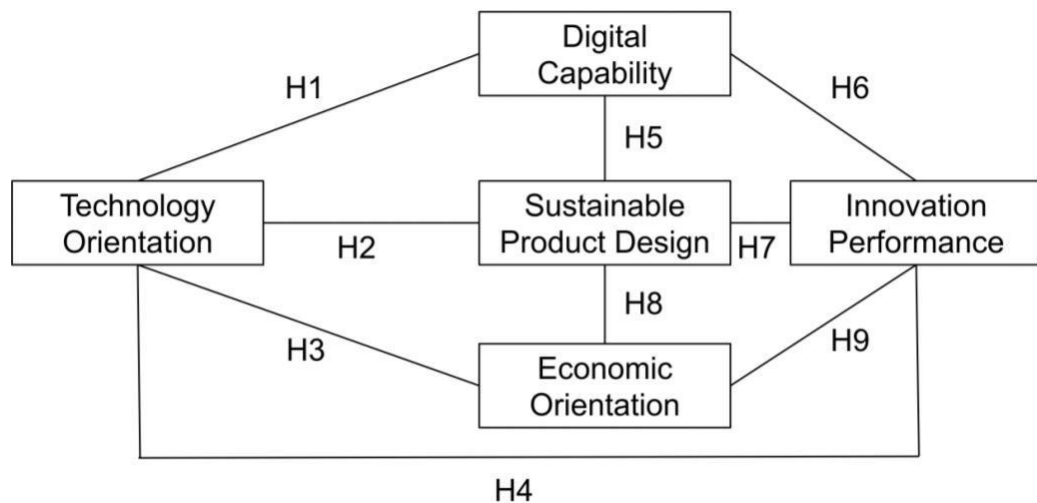 Digital
Capability
H1
H6
H5
Technology
Orientation
Sustainable
Product Design
Innovation
Performance
H2
H7
H8
H3
H9
Economic
Orientation
H4